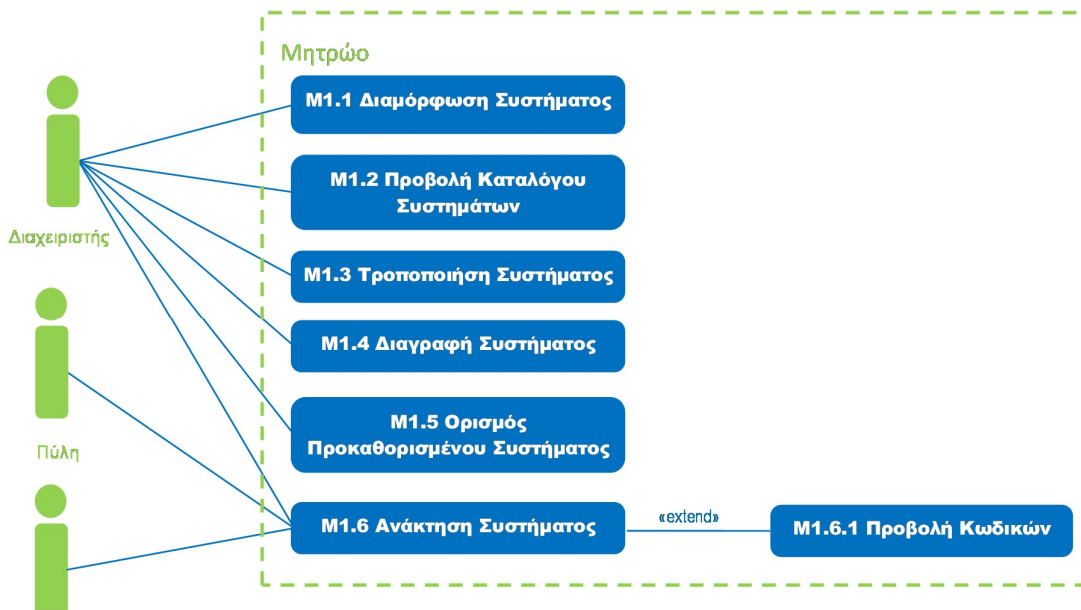 Μητρώο
Μ1.1 Διαμόρφωση Συστήματος
Μ1.2 Προβολή Καταλόγου
Συστημάτων
Διαχειριστής
Μ1.3 Τροποποιήση Συστήματος
Μ1.4 Διαγραφή Συστήματος
Μ1.5 Ορισμός
Προκαθορισμένου Συστήματος
Πύλη
Μ1.6 Ανάκτηση Συστήματος
«extend»
Μ1.6.1 Προβολή Κωδικών